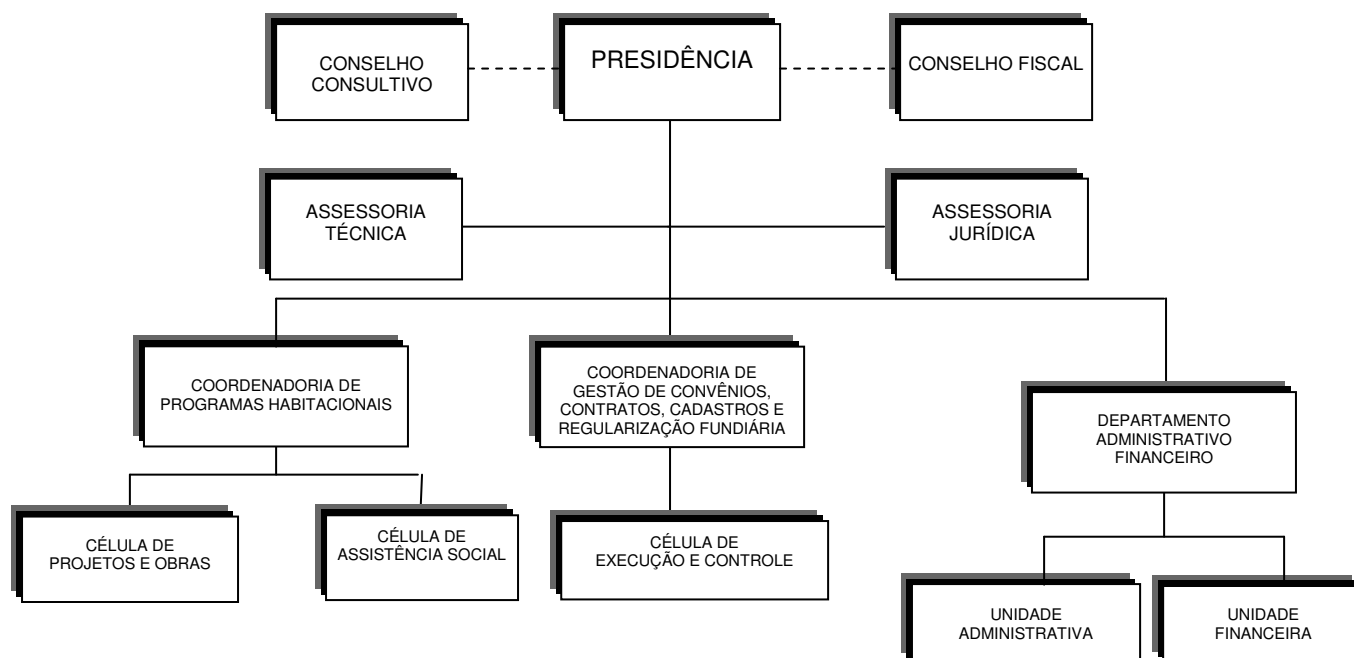 CONSELHO
CONSULTIVO
PRESIDÊNCIA
CONSELHO FISCAL
ASSESSORIA
TÉCNICA
ASSESSORIA
JURÍDICA
COORDENADORIA DE
PROGRAMAS HABITACIONAIS
COORDENADORIA DE
GESTÃO DE CONVÊNIOS,
CONTRATOS, CADASTROS E
REGULARIZAÇÃO FUNDIÁRIA
DEPARTAMENTO
ADMINISTRATIVO
FINANCEIRO
CÉLULA DE
PROJETOS E OBRAS
CÉLULA DE
ASSISTÊNCIA SOCIAL
CÉLULA DE
EXECUÇÃO E CONTROLE
UNIDADE
ADMINISTRATIVA
UNIDADE
FINANCEIRA